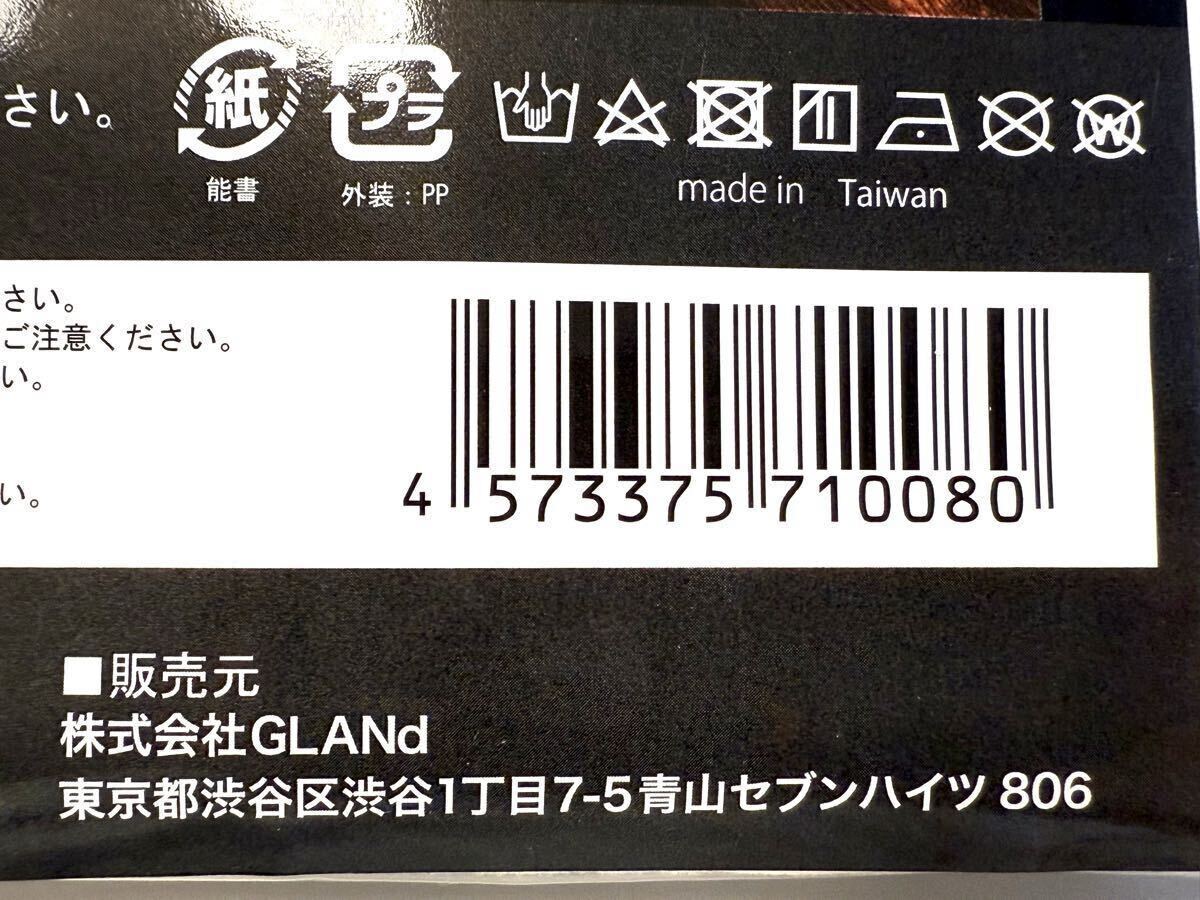 さい。
紙
プラ
能書
外装：PP
W
made in Taiwan
さい。
ご注意ください。
い。
い。
4 573375 710080
■販売元
株式会社GLANd
東京都渋谷区渋谷1丁目7-5青山セブンハイツ 806